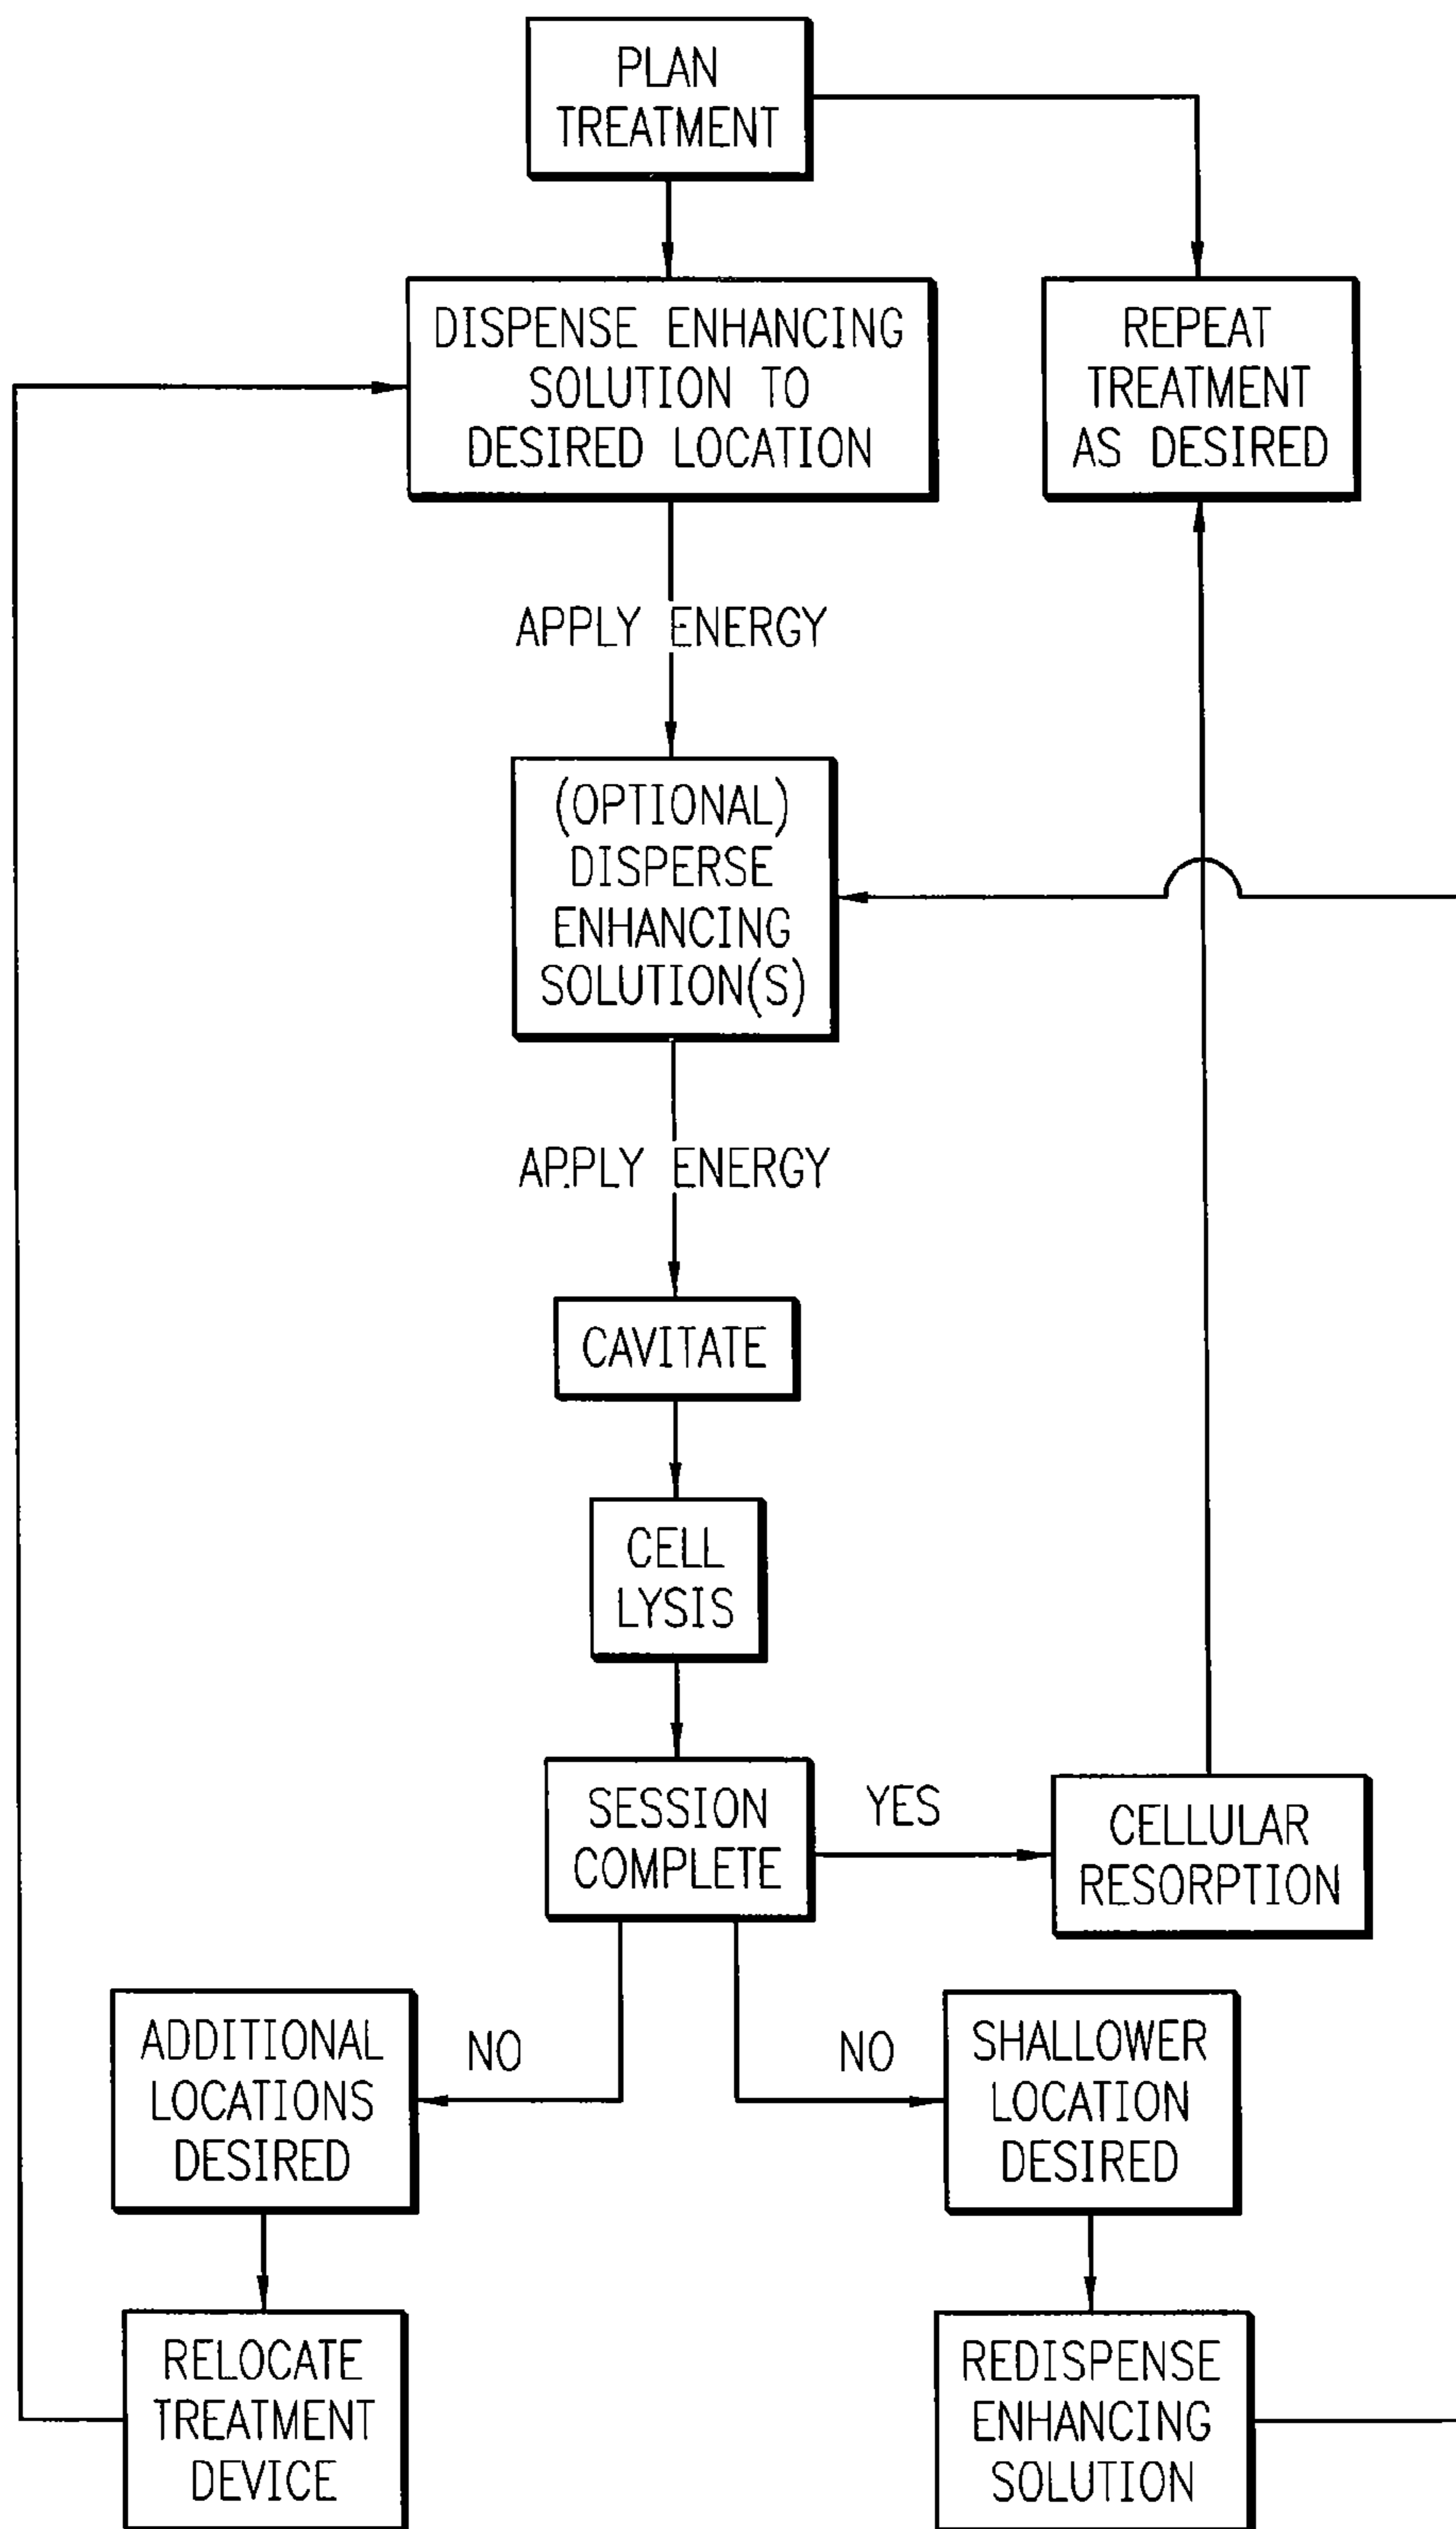 PLAN
TREATMENT
DISPENSE ENHANCING
SOLUTION TO
DESIRED LOCATION
REPEAT
TREATMENT
AS DESIRED
APPLY ENERGY
(OPTIONAL)
DISPERSE
ENHANCING
SOLUTION(S)
APPLY ENERGY
CAVITATE
CELL
LYSIS
SESSION
COMPLETE
YES
CELLULAR
RESORPTION
NO
NO
ADDITIONAL
LOCATIONS
DESIRED
SHALLOWER
LOCATION
DESIRED
RELOCATE
TREATMENT
DEVICE
REDISPENSE
ENHANCING
SOLUTION